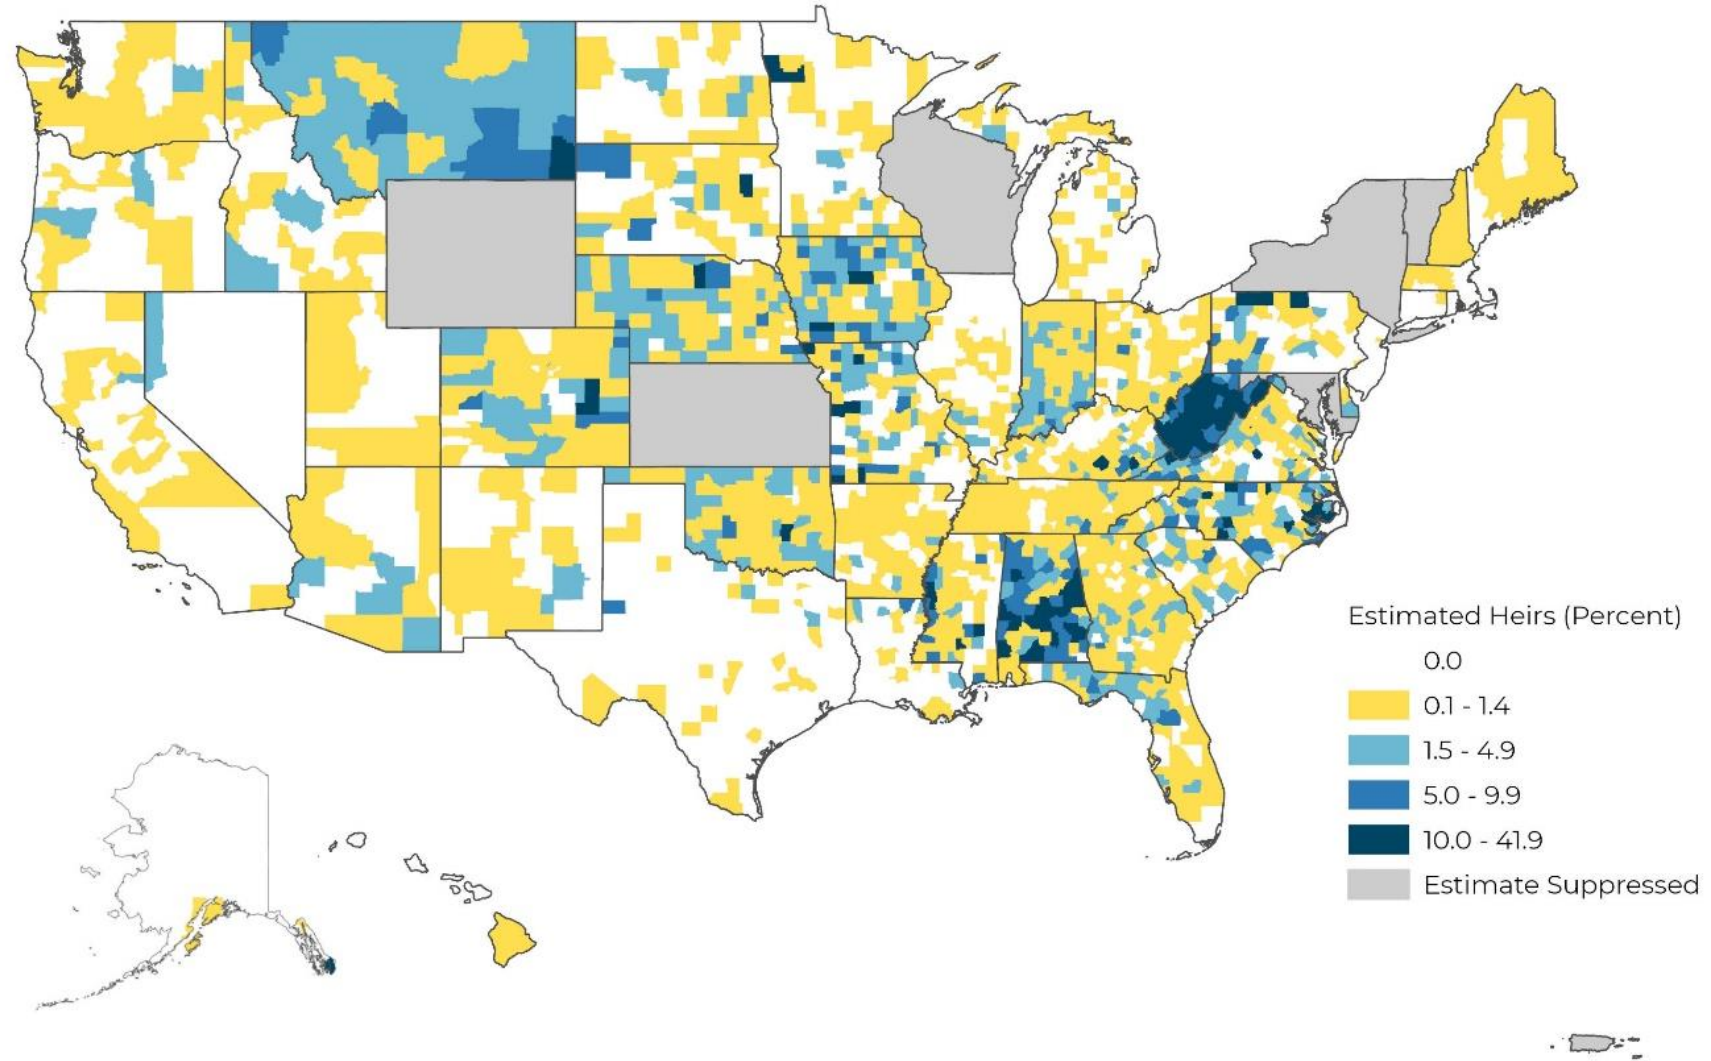 Estimated Heirs (Percent)
0.0
0.1 - 1.4
1.5 - 4.9
5.0 - 9.9
10.0 - 41.9
Estimate Suppressed